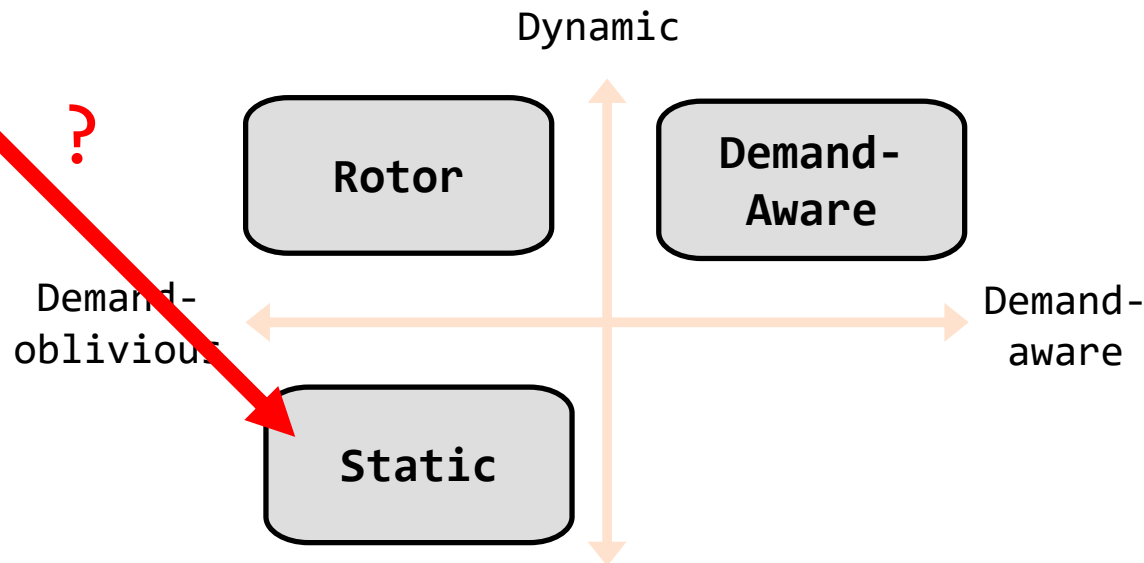 Dynamic
?
Rotor
Demand-
Aware
Demand-
oblivious
Demand-
aware
Static